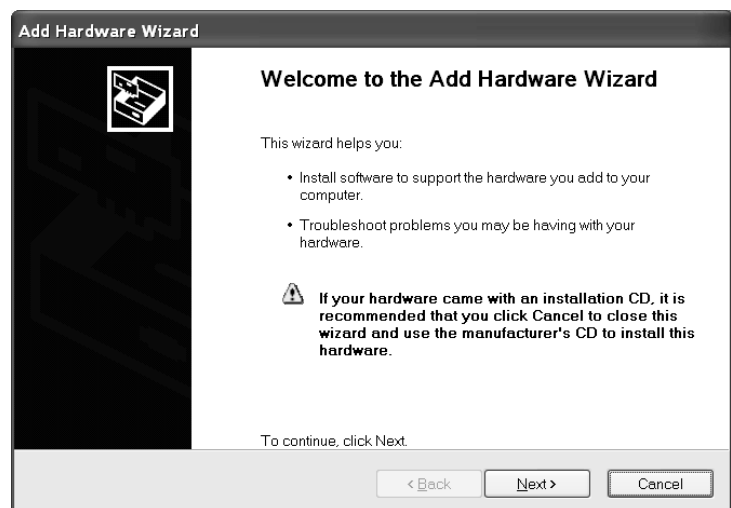 Add Hardware Wizard
Welcome to the Add Hardware Wizard
This wizard helps you:
• Install software to support the hardware you add to your
computer.
• Troubleshoot problems you may be having with your
hardware.
If your hardware came with an installation CD, it is
recommended that you click Cancel to close this
wizard and use the manufacturer's CD to install this
hardware.
To continue, click Next.
< Back Next > Cancel